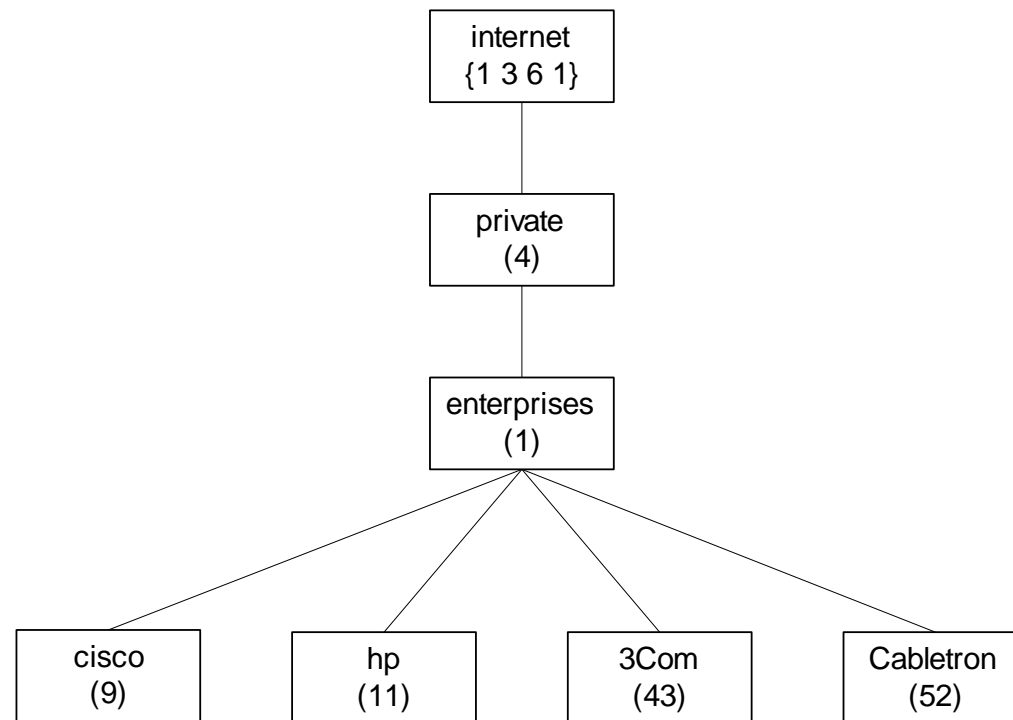 internet
{1 3 6 1}
private
(4)
enterprises
(1)
cisco
(9)
hp
(11)
3Com
(43)
Cabletron
(52)